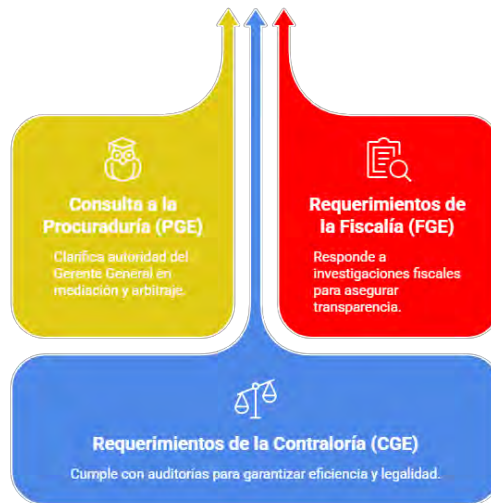 Consulta a la
Procuraduría (PGE)
Clarifica autoridad del
Gerente General en
mediación y arbitraje.
Requerimientos de
la Fiscalía (FGE)
Responde a
investigaciones fiscales
para asegurar
transparencia.
Requerimientos de la Contraloría (CGE)
Cumple con auditorías para garantizar eficiencia y legalidad.